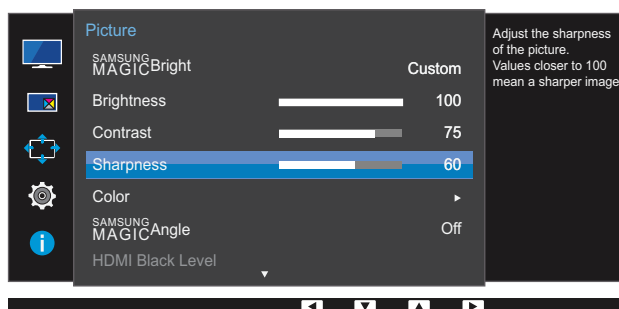 Picture
SAMSUNG
MAGICBright Custom
Brightness 100
Contrast 75
Sharpness 60
Color
SAMSUNG
MAGICAngle Off
HDMI Black Level
Adjust the sharpness
of the picture.
Values closer to 100
mean a sharper image